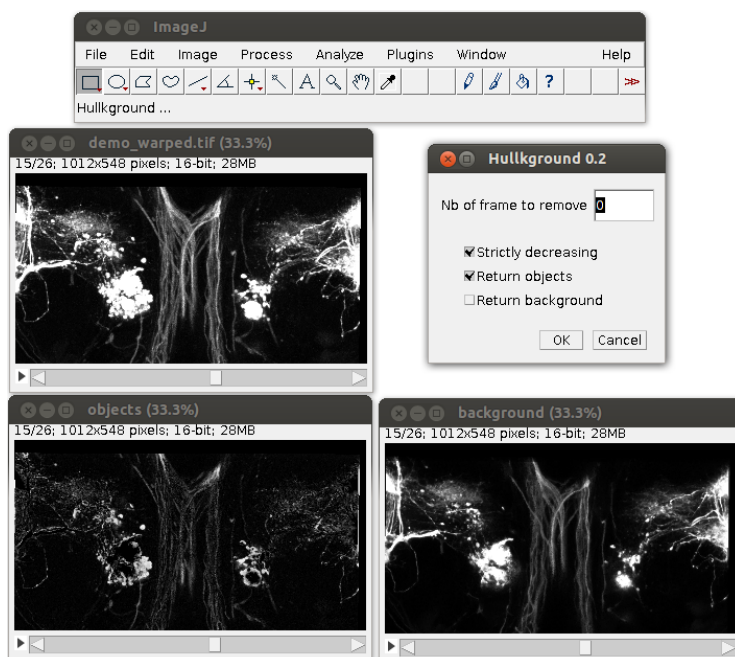 ImageJ
File Edit Image Process Analyze Plugins Window Help
A ?
Hullkground ...
demo_warped.tif (33.3%)
15/26; 1012x548 pixels; 16-bit; 28MB
Hullkground 0.2
Nb of frame to remove 0
Strictly decreasing
Return objects
Return background
OK Cancel
objects (33.3%)
15/26; 1012x548 pixels; 16-bit; 28MB
background (33.3%)
15/26; 1012x548 pixels; 16-bit; 28MB